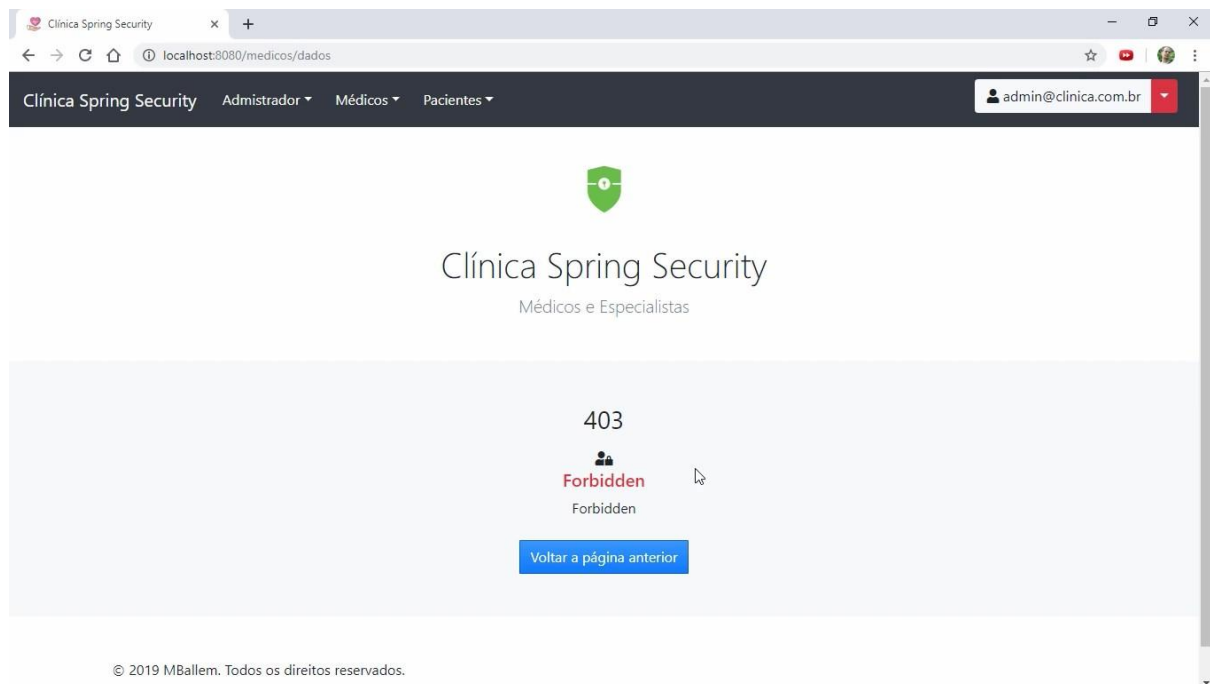 Clínica Spring Security
localhost:8080/medicos/dados
Clínica Spring Security Admistrador Médicos Pacientes admin@clinica.com.br
Clínica Spring Security
Médicos e Especialistas
403
Forbidden
Forbidden
Voltar a página anterior
© 2019 MBallem. Todos os direitos reservados.